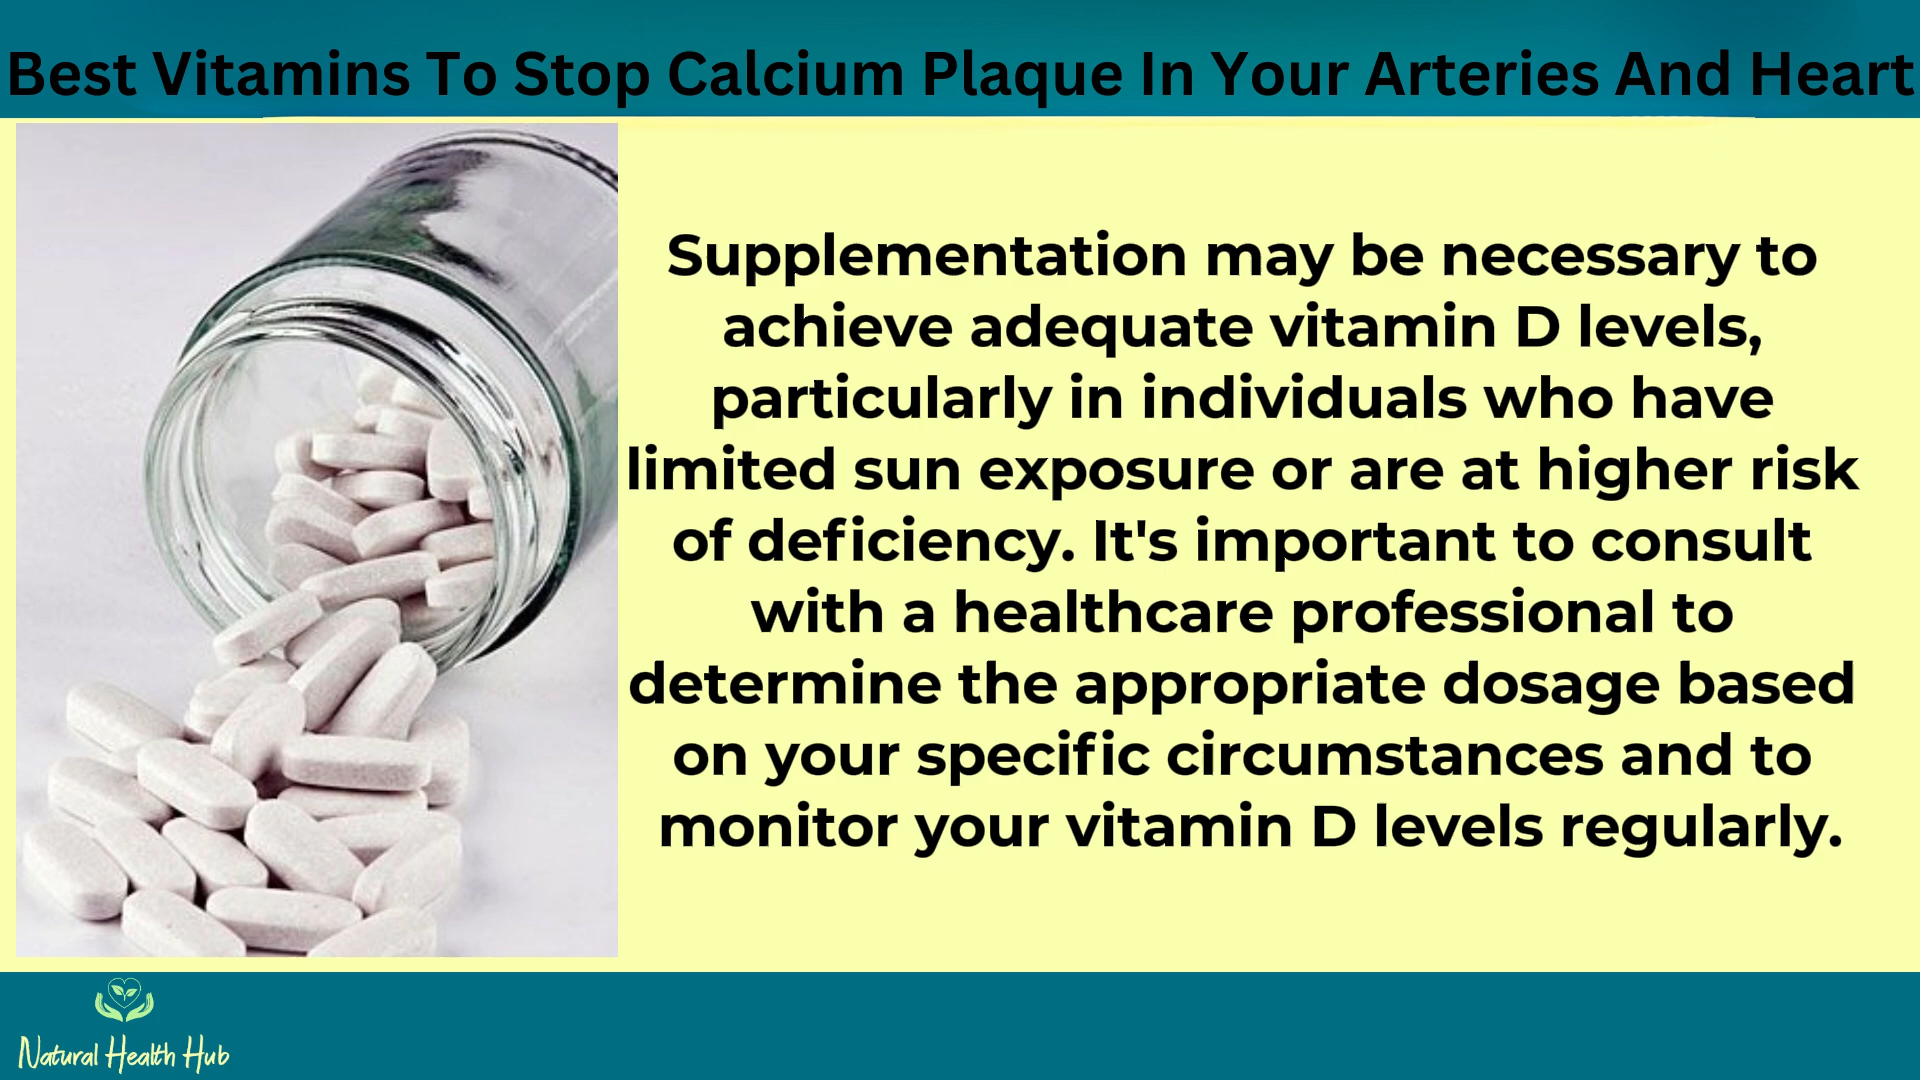 Best Vitamins To Stop Calcium Plaque In Your Arteries And Heart
Supplementation may be necessary to
achieve adequate vitamin D levels,
particularly in individuals who have
limited sun exposure or are at higher risk
of deficiency. It's important to consult
with a healthcare professional to
determine the appropriate dosage based
on your specific circumstances and to
monitor your vitamin D levels regularly.
Natural Health Hub